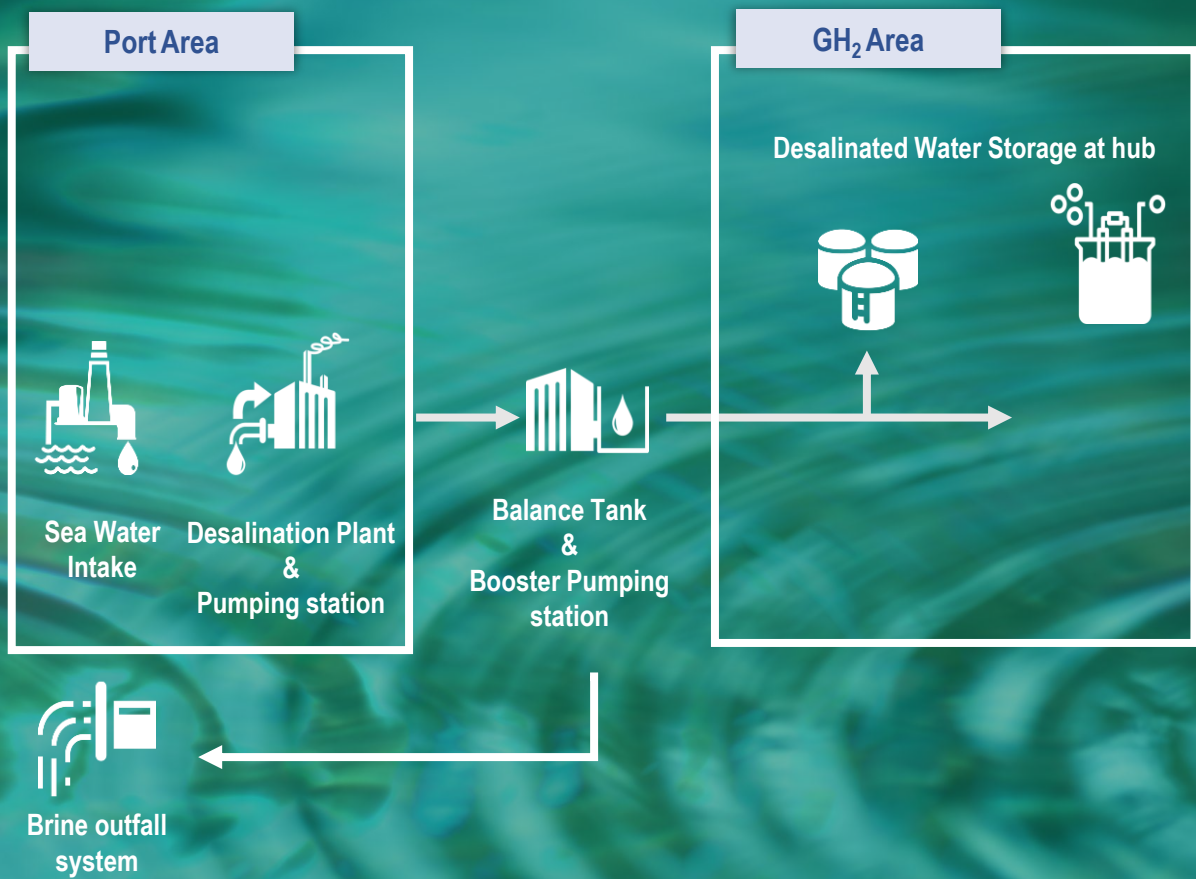 Port Area
GH₂ Area
Desalinated Water Storage at hub
Sea Water
Intake
Desalination Plant
&
Pumping station
Balance Tank
&
Booster Pumping
station
Brine outfall
system